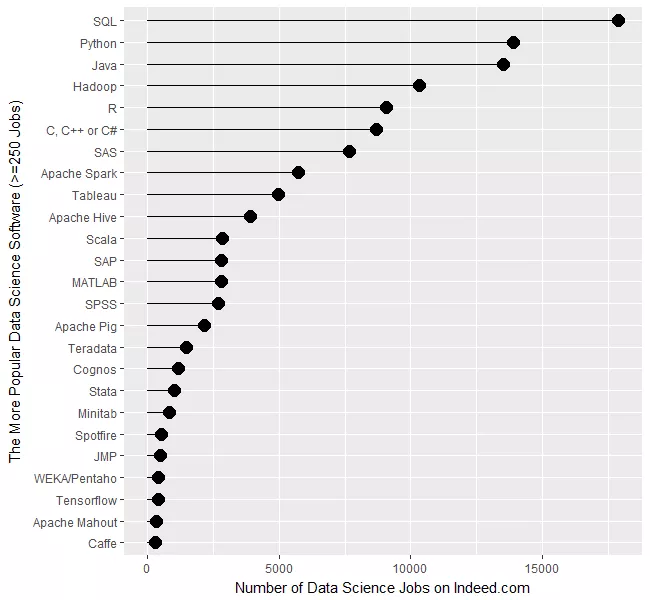 The More Popular Data Science Software (>=250 Jobs)
SQL
Python
Java
Hadoop
R
C, C++ or C#
SAS
Apache Spark
Tableau
Apache Hive
Scala
SAP
MATLAB
SPSS
Apache Pig
Teradata
Cognos
Stata
Minitab
Spotfire
JMP
WEKA/Pentaho
Tensorflow
Apache Mahout
Caffe
0 5000 10000 15000
Number of Data Science Jobs on Indeed.com